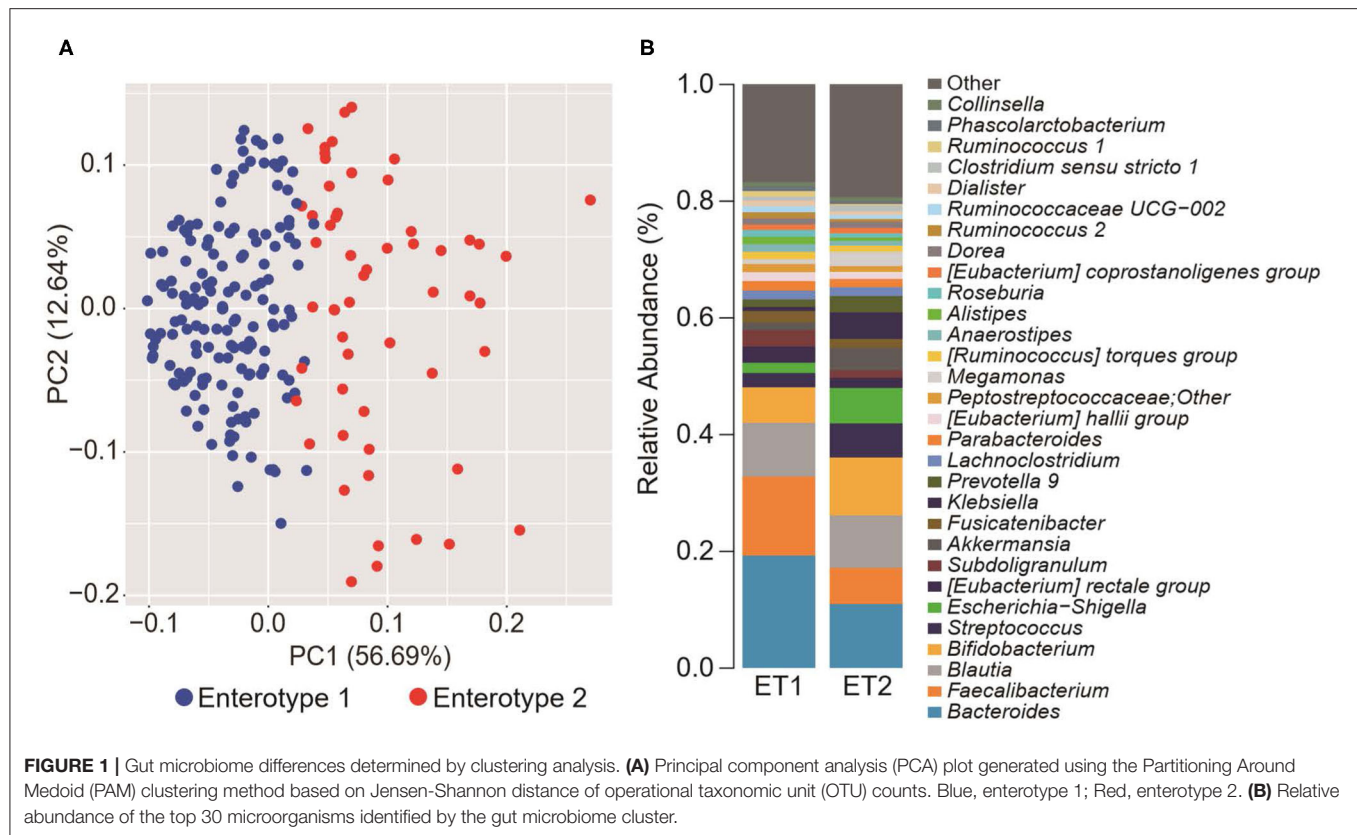 A
PC2 (12.64%)
0.1
0.0
−0.1
−0.2
−0.1
0.0
0.1
0.2
PC1 (56.69%)
Enterotype 1
Enterotype 2
B
Relative Abundance (%)
1.0
0.8
0.6
0.4
0.2
0.0
ET1
ET2
Other
Collinsella
Phascolarctobacterium
Ruminococcus 1
Clostridium sensu stricto 1
Dialister
Ruminococcaceae UCG−002
Ruminococcus 2
Dorea
[Eubacterium] coprostanoligenes group
Roseburia
Alistipes
Anaerostipes
[Ruminococcus] torques group
Megamonas
Peptostreptococcaceae;Other
[Eubacterium] hallii group
Parabacteroides
Lachnoclostridium
Prevotella 9
Klebsiella
Fusicatenibacter
Akkermansia
Subdoligranulum
[Eubacterium] rectale group
Escherichia−Shigella
Streptococcus
Bifidobacterium
Blautia
Faecalibacterium
Bacteroides
FIGURE 1 | Gut microbiome differences determined by clustering analysis. (A) Principal component analysis (PCA) plot generated using the Partitioning Around
Medoid (PAM) clustering method based on Jensen-Shannon distance of operational taxonomic unit (OTU) counts. Blue, enterotype 1; Red, enterotype 2. (B) Relative
abundance of the top 30 microorganisms identified by the gut microbiome cluster.